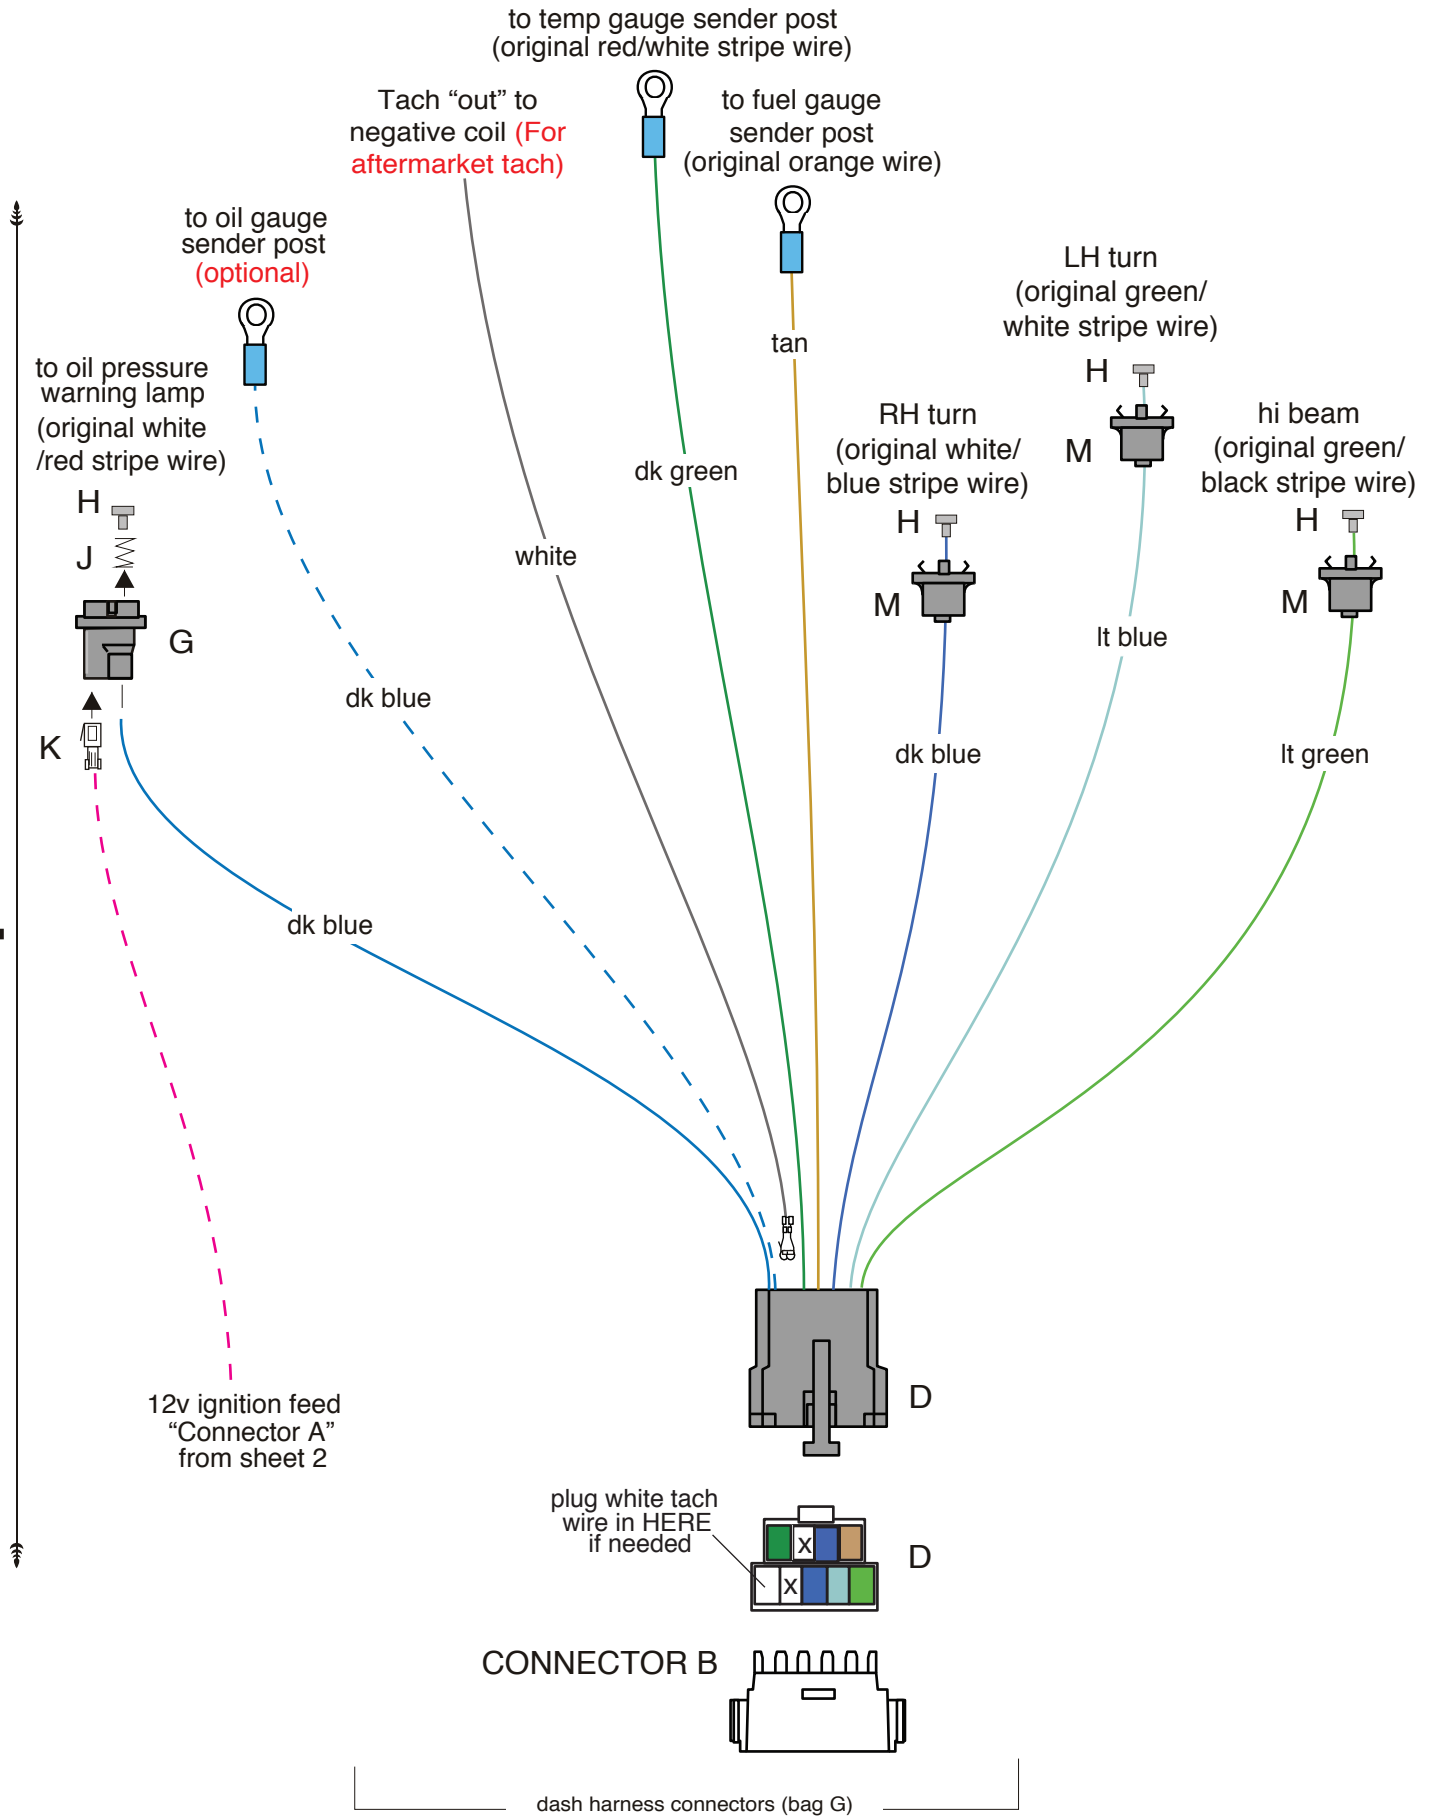 to temp gauge sender post
(original red/white stripe wire)
Tach “out” to
negative coil (For
aftermarket tach)
to fuel gauge
sender post
(original orange wire)
to oil gauge
sender post
(optional)
LH turn
(original green/
white stripe wire)
to oil pressure
warning lamp
(original white
/red stripe wire)
tan
H
M
RH turn
(original white/
blue stripe wire)
hi beam
(original green/
black stripe wire)
dk green
H
J
G
K
white
H
M
H
M
lt blue
dk blue
dk blue
lt green
dk blue
12v ignition feed
“Connector A”
from sheet 2
D
plug white tach
wire in HERE
if needed
x
x
D
CONNECTOR B
dash harness connectors (bag G)